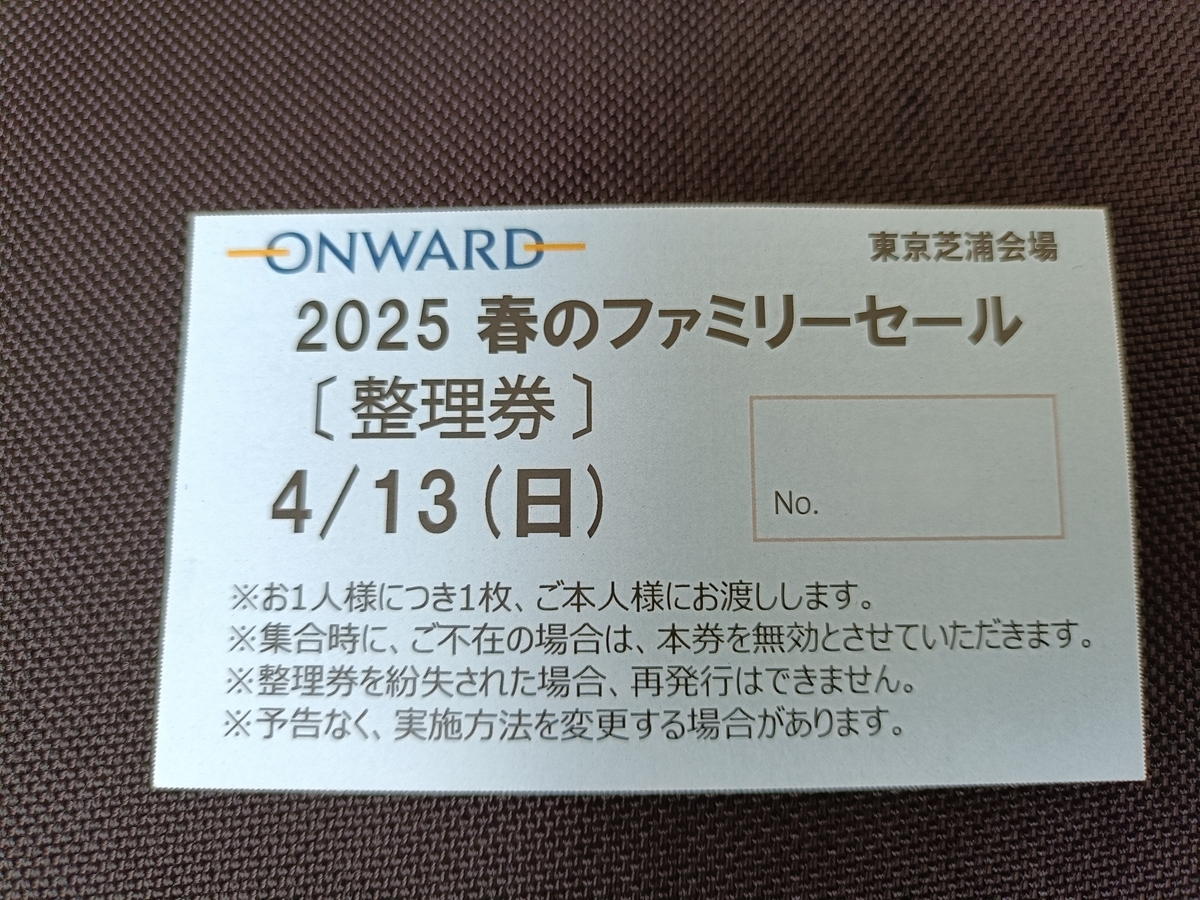 ONWARD 東京芝浦会場
2025 春のファミリーセール
〔 整理券 〕
4/13(日)
No.
※お1人様につき1枚、ご本人様にお渡しします。
※集合時に、ご不在の場合は、本券を無効とさせていただきます。
※整理券を紛失された場合、再発行はできません。
※予告なく、実施方法を変更する場合があります。